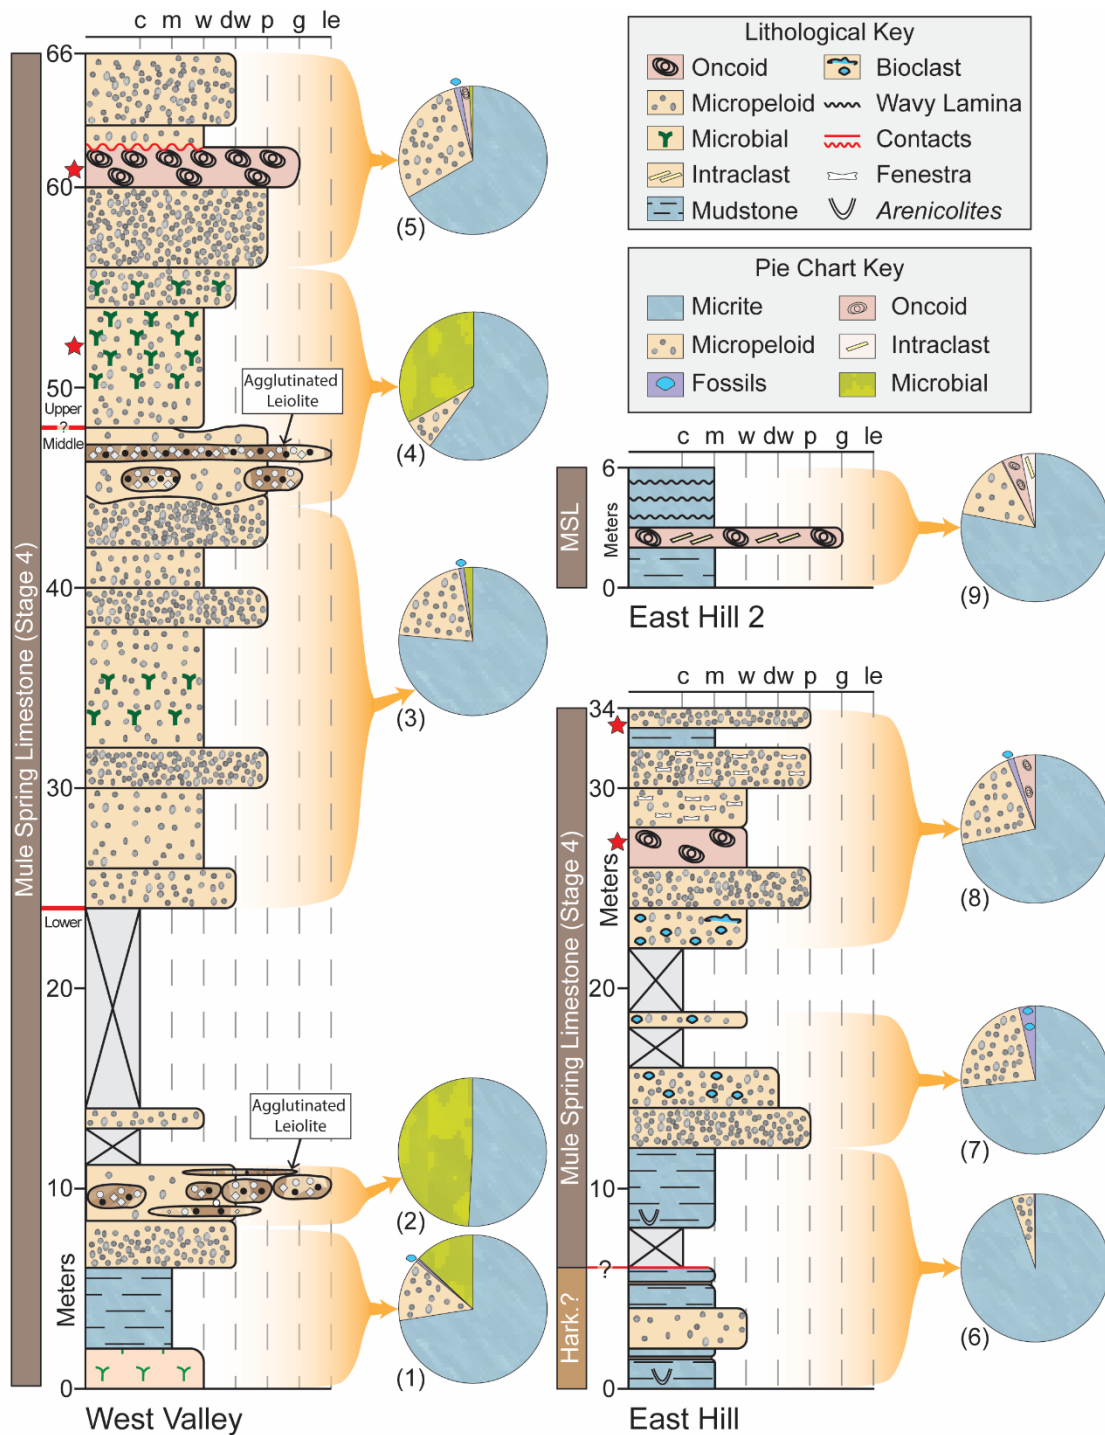 c m w dw p g le
66
60
50
40
30
20
10
0
Meters
Mule Spring Limestone (Stage 4)
Upper
?
Middle
Lower
Agglutinated
Leiolite
Agglutinated
Leiolite
West Valley
(5)
(4)
(3)
(2)
(1)
Lithological Key
Oncoid
Bioclast
Micropeloid
Wavy Lamina
Microbial
Contacts
Intraclast
Fenestra
Mudstone
Arenicolites
Pie Chart Key
Micrite
Oncoid
Micropeloid
Intraclast
Fossils
Microbial
c m w dw p g le
6
0
Meters
MSL
East Hill 2
(9)
c m w dw p g le
34
30
20
10
?
0
Meters
Mule Spring Limestone (Stage 4)
Hark.?
East Hill
(8)
(7)
(6)